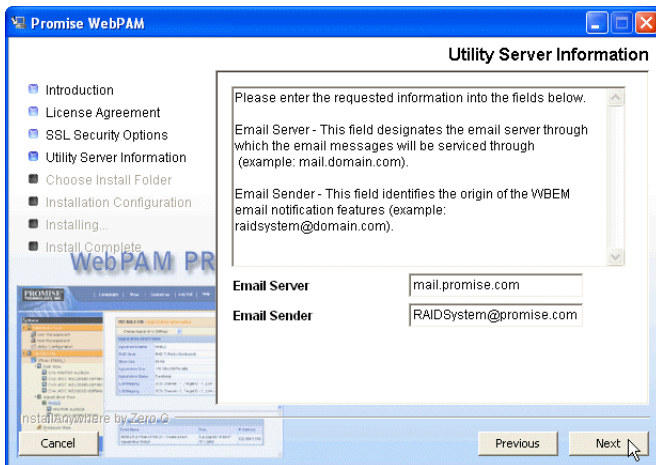 Promise WebPAM
Utility Server Information
Introduction
License Agreement
SSL Security Options
Utility Server Information
Choose Install Folder
Installation Configuration
Installing...
Install Complete
WebPAM PR
PROMISE
Please enter the requested information into the fields below.
Email Server - This field designates the email server through
which the email messages will be serviced through
(example: mail.domain.com).
Email Sender - This field identifies the origin of the WBEM
email notification features (example:
raidsystem@domain.com).
Email Server
mail.promise.com
Email Sender
RAIDSystem@promise.com
InstallAnywhere by Zero G
Cancel
Previous
Next